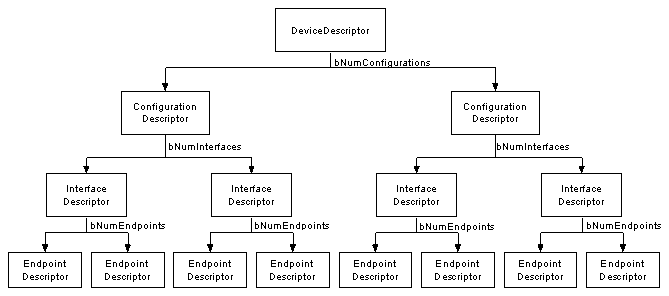 DeviceDescriptor
bNumConfigurations
Configuration
Descriptor
Configuration
Descriptor
bNumInterfaces
bNumInterfaces
Interface
Descriptor
Interface
Descriptor
Interface
Descriptor
Interface
Descriptor
bNumEndpoints
bNumEndpoints
bNumEndpoints
bNumEndpoints
Endpoint
Descriptor
Endpoint
Descriptor
Endpoint
Descriptor
Endpoint
Descriptor
Endpoint
Descriptor
Endpoint
Descriptor
Endpoint
Descriptor
Endpoint
Descriptor